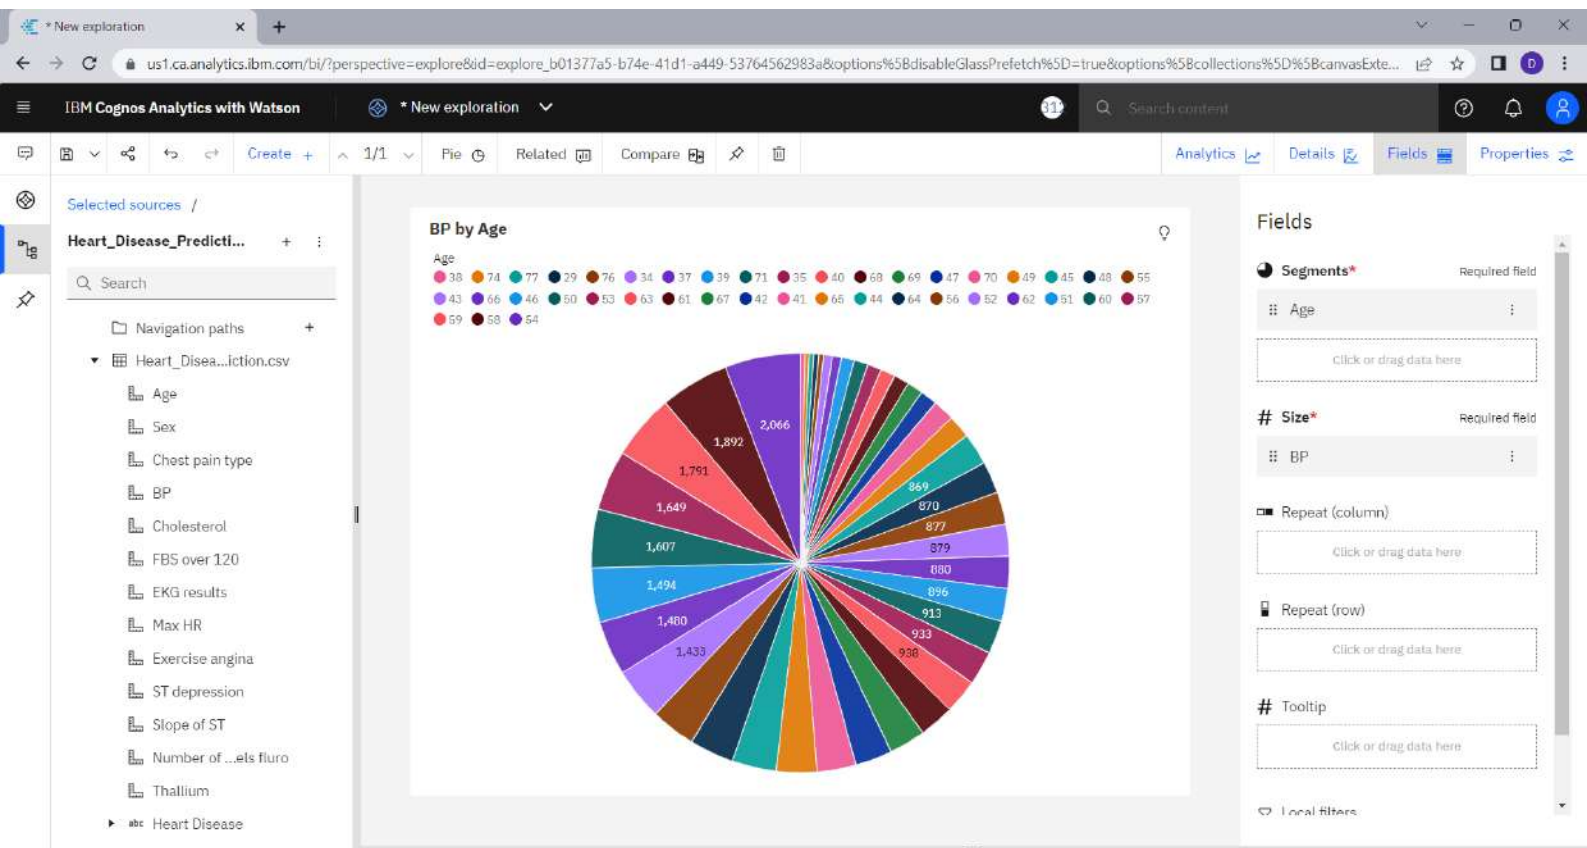 * New exploration
us1.ca.analytics.ibm.com/bi/?perspective=explore&id=explore_b01377a5-b74e-41d1-a449-53764562983a&options%5BdisableGlassPrefetch%5D=true&options%5Bcollections%5D%5BcanvasExte...
D
IBM Cognos Analytics with Watson
* New exploration
Search content
Create +
1/1
Pie
Related
Compare
Analytics
Details
Fields
Properties
Selected sources /
Heart_Disease_Predicti...
Search
Navigation paths
Heart_Disea...iction.csv
Age
Sex
Chest pain type
BP
Cholesterol
FBS over 120
EKG results
Max HR
Exercise angina
ST depression
Slope of ST
Number of ...els fluro
Thallium
abc Heart Disease
BP by Age
Age
38 74 77 29 76 34 37 39 71 35 40 68 69 47 70 49 45 48 55
43 66 46 50 53 63 61 67 42 41 65 44 64 56 52 62 51 60 57
59 58 54
2,066
1,892
1,791
1,649
1,607
1,494
1,480
1,433
869
870
877
879
880
896
913
933
938
Fields
Segments* Required field
Age
Click or drag data here
# Size* Required field
BP
Repeat (column)
Click or drag data here
Repeat (row)
Click or drag data here
# Tooltip
Click or drag data here
Local filters